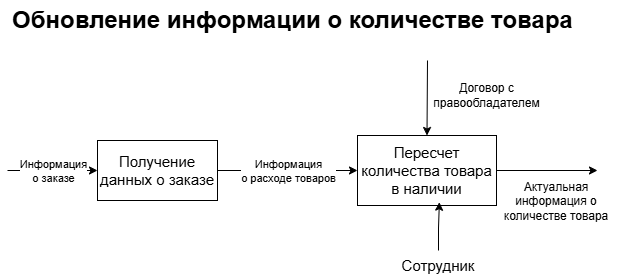 Обновление информации о количестве товара
Договор с
правообладателем
Информация
о заказе
Получение
данных о заказе
Информация
о расходе товаров
Пересчет
количества товара
в наличии
Актуальная
информация о
количестве товара
Сотрудник